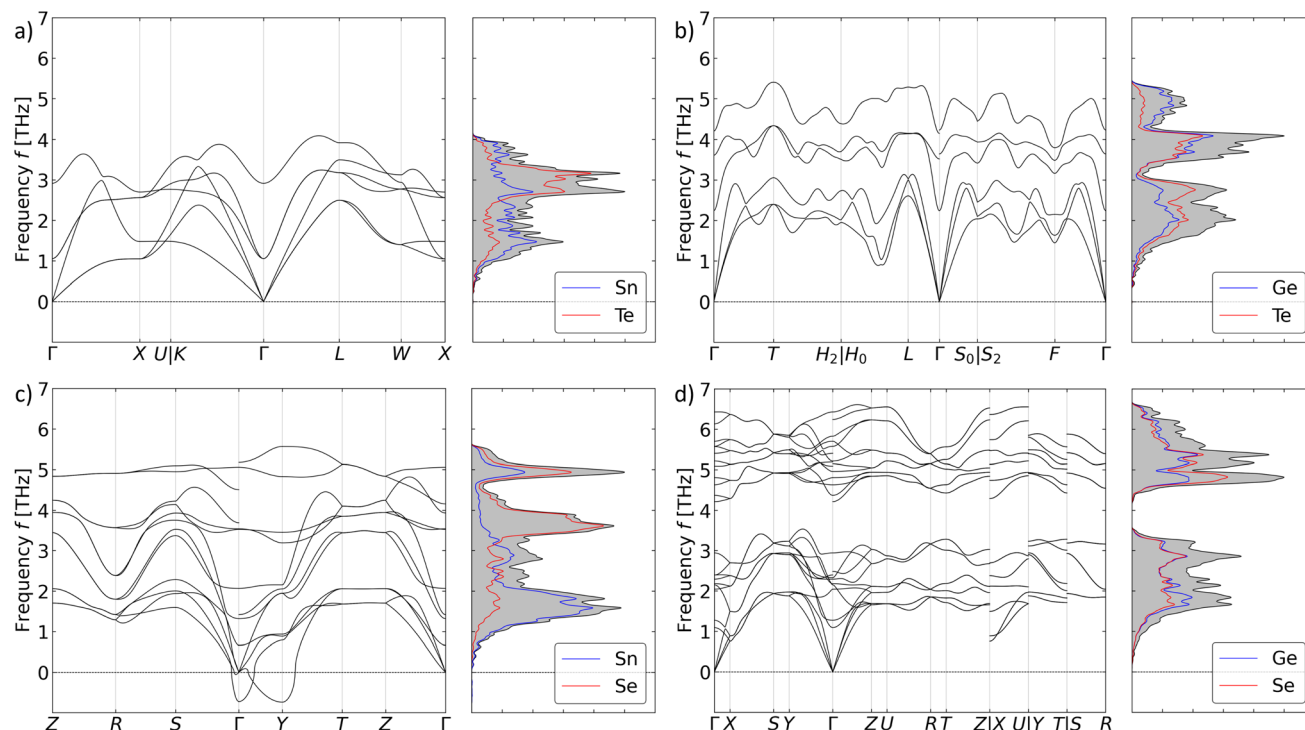 a)
Frequency f [THz]
7
6
5
4
3
2
1
0
Γ X U|K Γ L W X
Sn
Te
b)
Frequency f [THz]
7
6
5
4
3
2
1
0
Γ T H₂|H₀ L Γ S₀|S₂ F Γ
Ge
Te
c)
Frequency f [THz]
7
6
5
4
3
2
1
0
Z R S Γ Y T Z Γ
Sn
Se
d)
Frequency f [THz]
7
6
5
4
3
2
1
0
Γ X S Y Γ Z U R T Z|X U|Y T|S R
Ge
Se